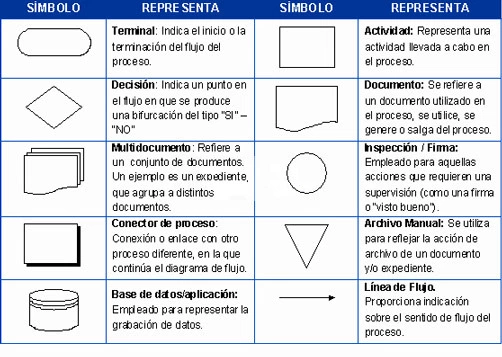 SÍMBOLO REPRESENTA SÍMBOLO REPRESENTA
Terminal: Indica el inicio o la
terminación del flujo del
proceso.
Actividad: Representa una
actividad llevada a cabo en
el proceso.
Decisión: Indica un punto en
el flujo en que se produce
una bifurcación del tipo "SI" –
"NO"
Documento: Se refiere a
un documento utilizado en
el proceso, se utilice, se
genere o salga del proceso.
Multidocumento: Refiere a
un conjunto de documentos.
Un ejemplo es un expediente,
que agrupa a distintos
documentos.
Inspección / Firma:
Empleado para aquellas
acciones que requieren una
supervisión (como una firma
o "visto bueno").
Conector de proceso:
Conexión o enlace con otro
proceso diferente, en la que
continúa el diagrama de flujo.
Archivo Manual: Se utiliza
para reflejar la acción de
archivo de un documento
y/o expediente.
Base de datos/aplicación:
Empleado para representar la
grabación de datos.
Línea de Flujo.
Proporciona indicación
sobre el sentido de flujo del
proceso.